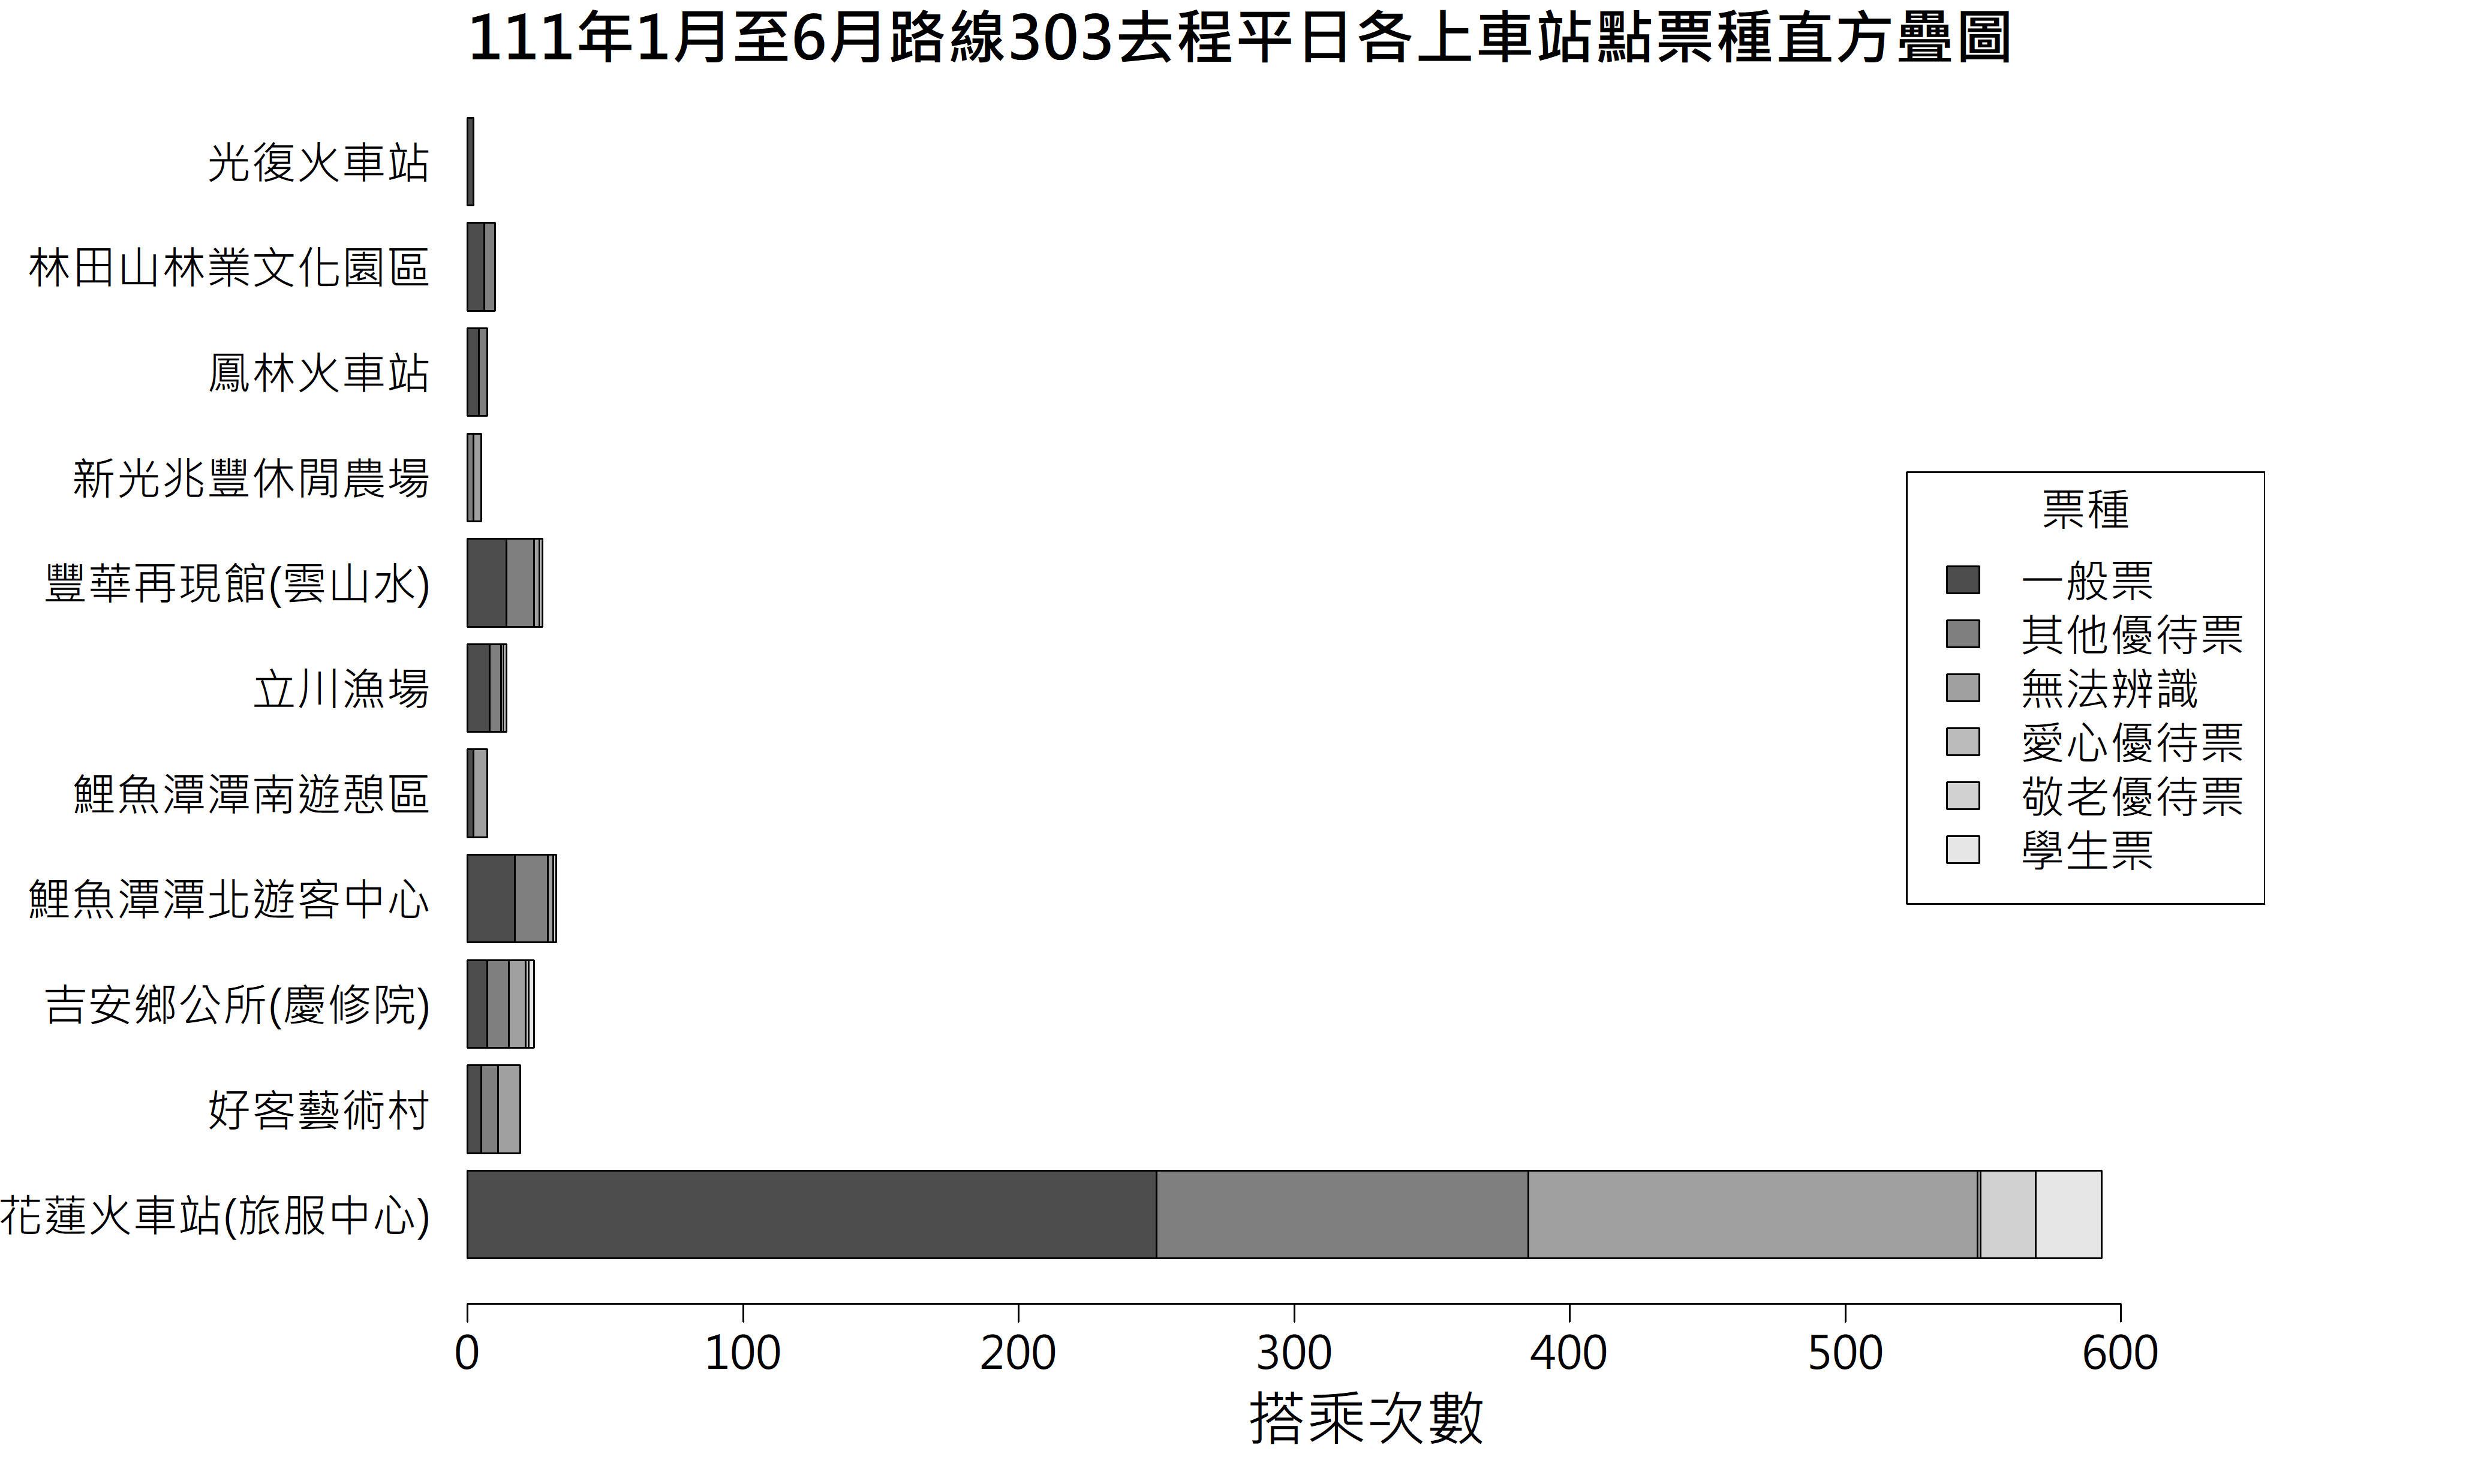 111年1月至6月路線303去程平日各上車站點票種直方疊圖
光復火車站
林田山林業文化園區
鳳林火車站
新光兆豐休閒農場
豐華再現館(雲山水)
立川漁場
鯉魚潭潭南遊憩區
鯉魚潭潭北遊客中心
吉安鄉公所(慶修院)
好客藝術村
花蓮火車站(旅服中心)
票種
一般票
其他優待票
無法辨識
愛心優待票
敬老優待票
學生票
0 100 200 300 400 500 600
搭乘次數